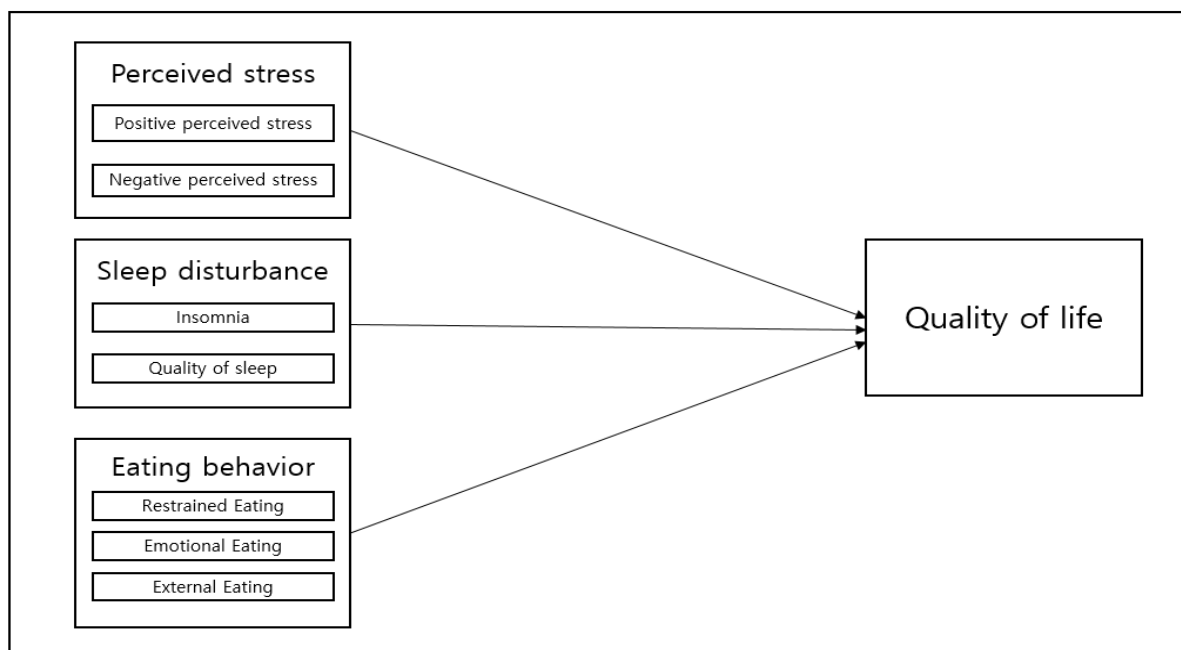 Perceived stress
Positive perceived stress
Negative perceived stress
Sleep disturbance
Insomnia
Quality of sleep
Eating behavior
Restrained Eating
Emotional Eating
External Eating
Quality of life